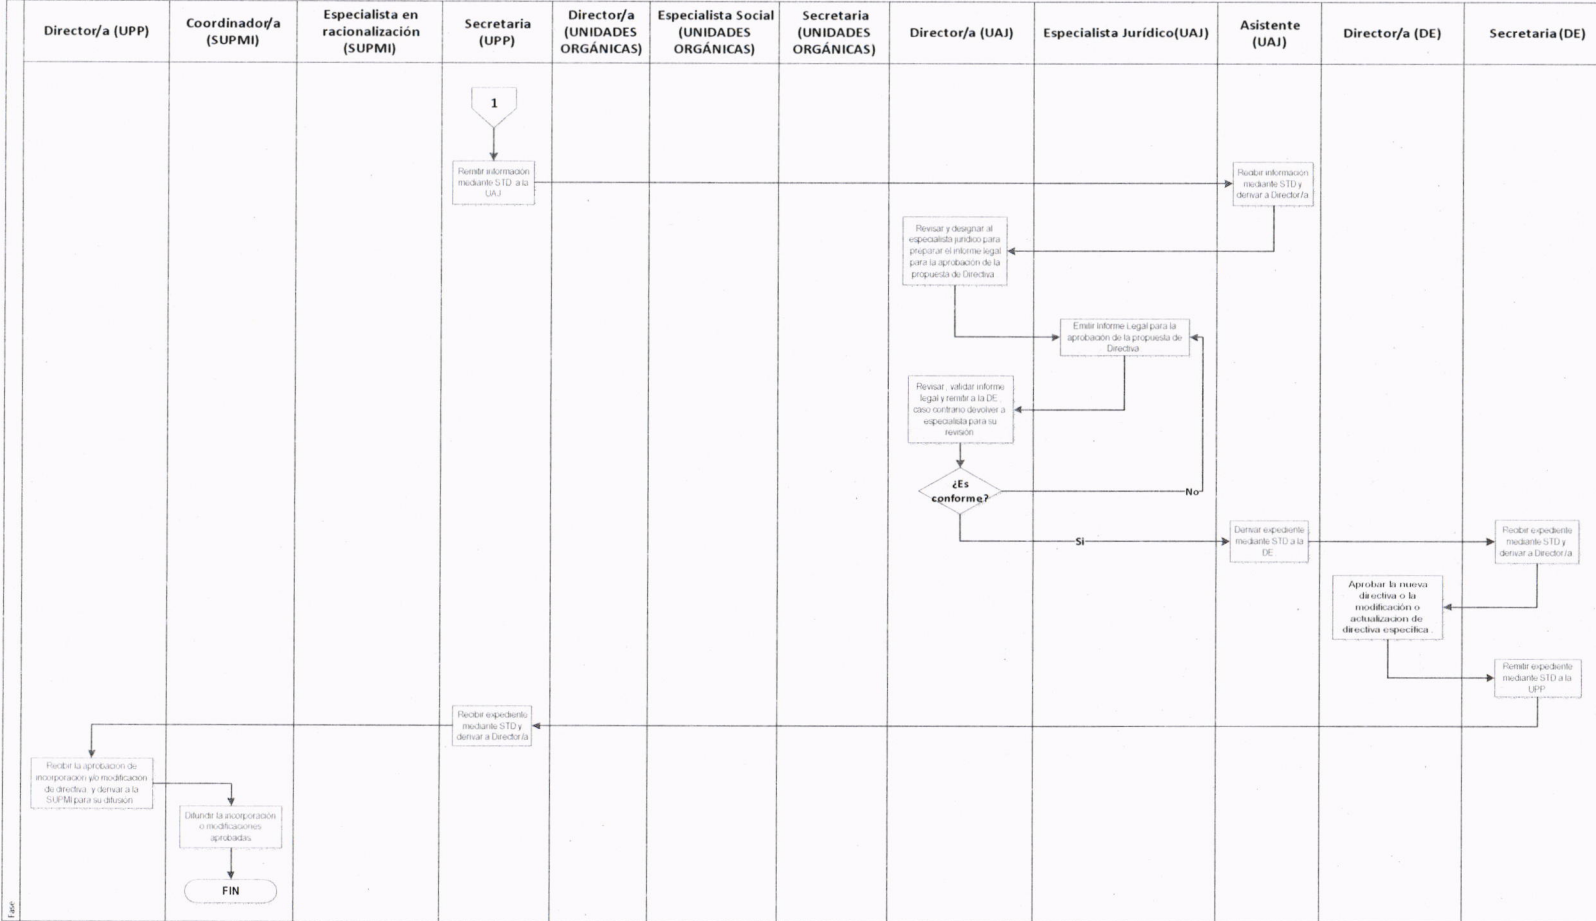 Director/a (UPP)
Coordinador/a
(SUPMI)
Especialista en
racionalización
(SUPMI)
Secretaria
(UPP)
Director/a
(UNIDADES
ORGÁNICAS)
Especialista Social
(UNIDADES
ORGÁNICAS)
Secretaria
(UNIDADES
ORGÁNICAS)
Director/a (UAJ)
Especialista Jurídico(UAJ)
Asistente
(UAJ)
Director/a (DE)
Secretaria (DE)
1
Remitir información
mediante STD a la
UAJ
Recibir información
mediante STD y
derivar a Director/a
Revisar y designar al
especialista jurídico para
preparar el informe legal
para la aprobación de la
propuesta de Directiva
Emitir Informe Legal para la
aprobación de la propuesta de
Directiva
Revisar, validar informe
legal y remitir a la DE,
caso contrario devolver a
especialista para su
revisión
¿Es
conforme?
No
Si
Derivar expediente
mediante STD a la
DE
Recibir expediente
mediante STD y
derivar a Director/a
Aprobar la nueva
directiva o la
modificación o
actualización de
directiva especifica.
Remitir expediente
mediante STD a la
UPP
Recibir expediente
mediante STD y
derivar a Director/a
Recibir la aprobación de
incorporación y/o modificación
de directiva y derivar a la
SUPMI para su difusión
Difundir la incorporación
o modificaciones
aprobadas.
FIN
Fase